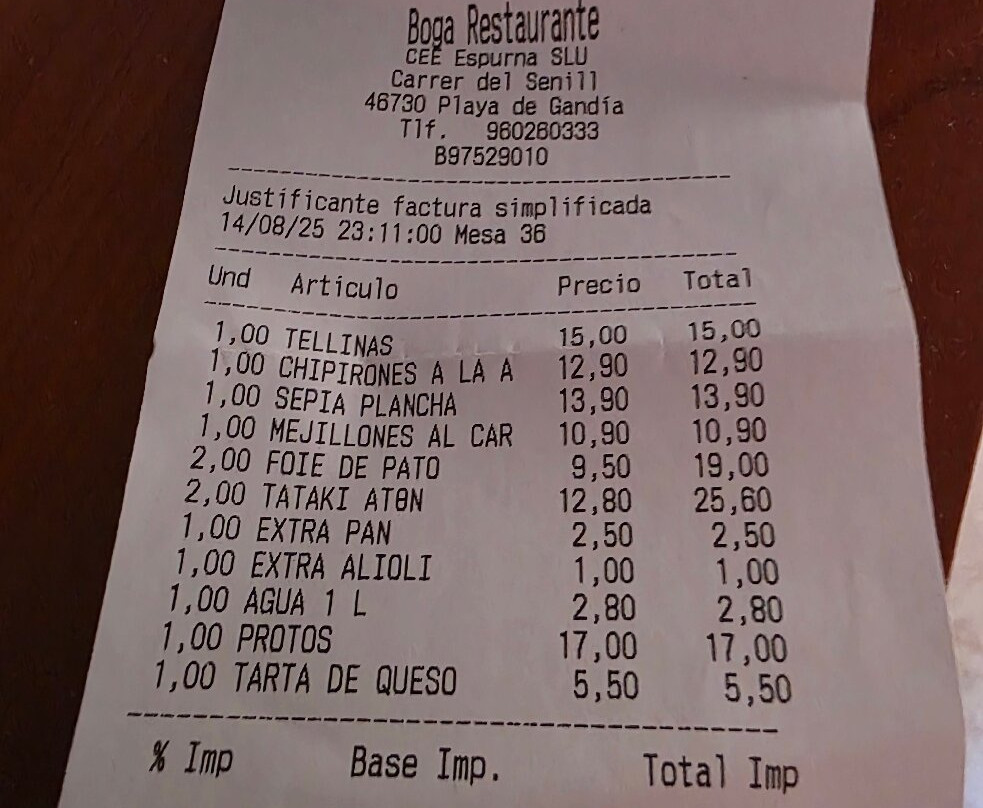 Boga Restaurante
CEE Espurna SLU
Carrer del Senill
46730 Playa de Gandía
Tlf. 960260333
B97529010
Justificante factura simplificada
14/08/25 23:11:00 Mesa 36
Und Artículo Precio Total
1,00 TELLINAS 15,00 15,00
1,00 CHIPIRONES A LA A 12,90 12,90
1,00 SEPIA PLANCHA 13,90 13,90
1,00 MEJILLONES AL CAR 10,90 10,90
2,00 FOIE DE PATO 9,50 19,00
2,00 TATAKI ATÚN 12,80 25,60
1,00 EXTRA PAN 2,50 2,50
1,00 EXTRA ALIOLI 1,00 1,00
1,00 AGUA 1 L 2,80 2,80
1,00 PROTOS 17,00 17,00
1,00 TARTA DE QUESO 5,50 5,50
% Imp Base Imp. Total Imp